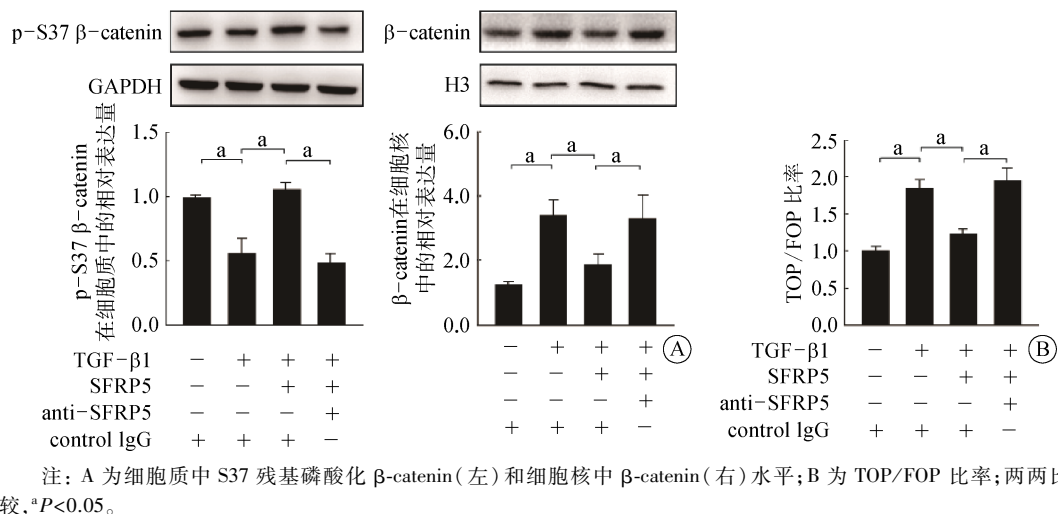 p-S37 β-catenin
GAPDH
β-catenin
H3
p-S37 β-catenin
在细胞质中的相对表达量
1.5
1.0
0.5
0.0
a
a
a
TGF-β1 − + + +
SFRP5 − − + +
anti-SFRP5 − − − +
control IgG + + + −
β-catenin在细胞核
中的相对表达量
6.0
4.0
2.0
0.0
a
a
a
− + + +
− − + +
− − − +
+ + + −
A
TOP/FOP 比率
2.5
2.0
1.5
1.0
0.5
0.0
a
a
a
TGF-β1 − + + +
SFRP5 − − + +
anti-SFRP5 − − − +
control IgG + + + −
B
注: A 为细胞质中 S37 残基磷酸化 β-catenin(左)和细胞核中 β-catenin(右)水平;B 为 TOP/FOP 比率;两两比
较,ᵃP<0.05。